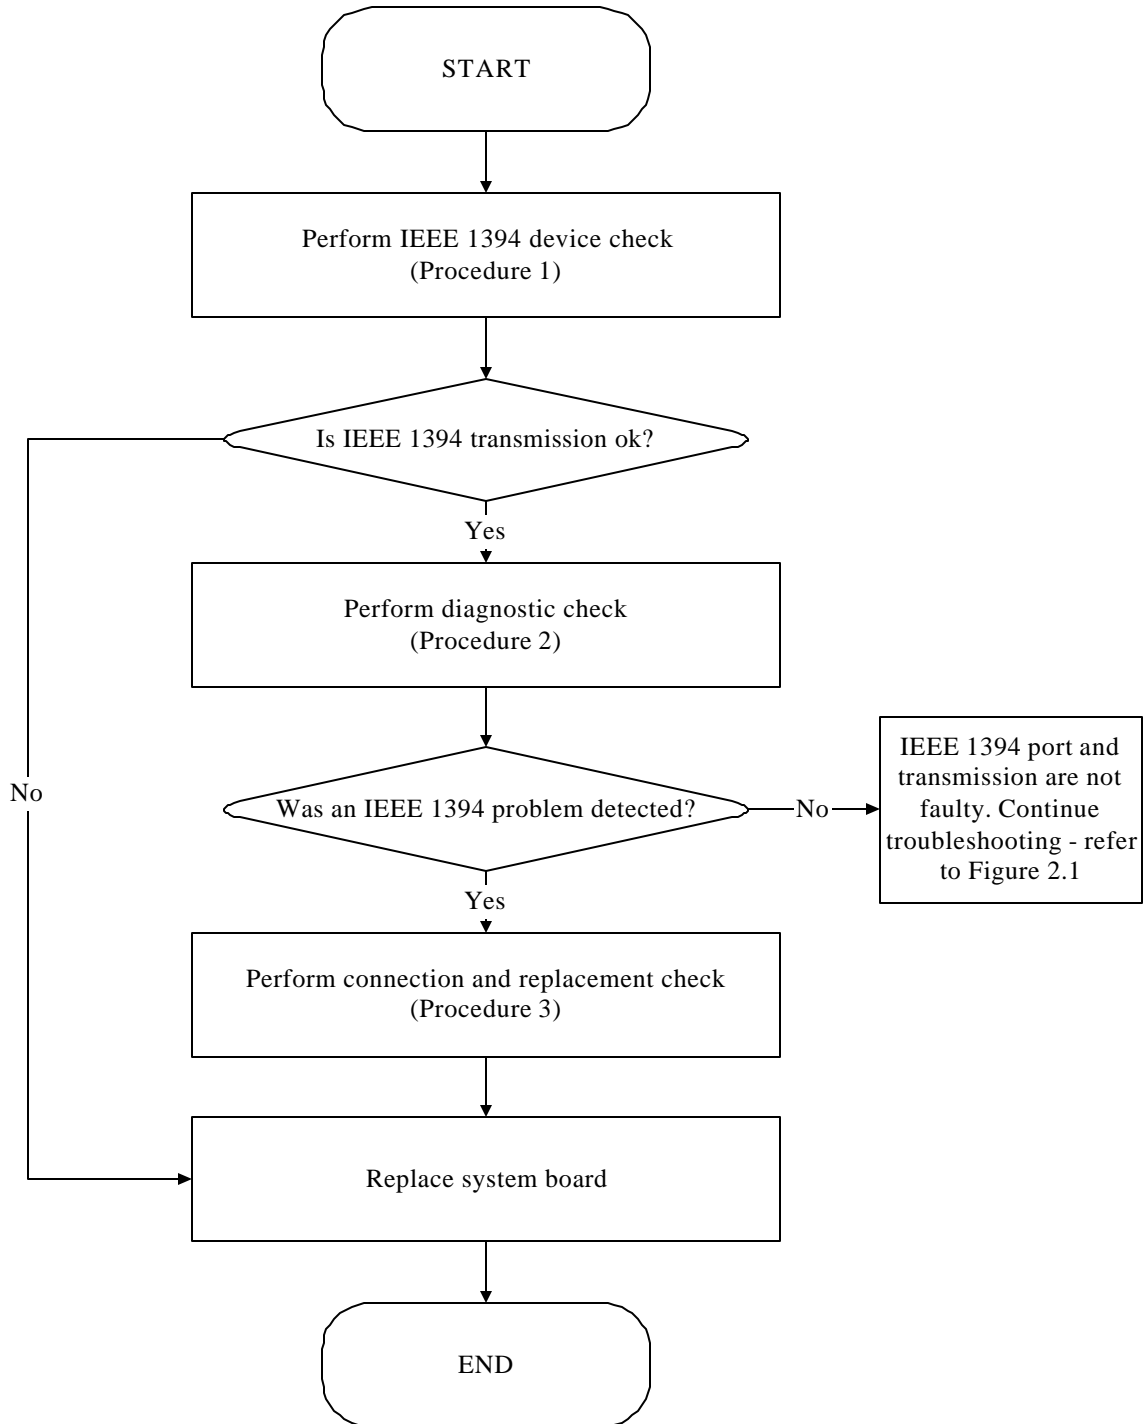 START
Perform IEEE 1394 device check
(Procedure 1)
Is IEEE 1394 transmission ok?
Yes
Perform diagnostic check
(Procedure 2)
No
Was an IEEE 1394 problem detected?
No
IEEE 1394 port and
transmission are not
faulty. Continue
troubleshooting - refer
to Figure 2.1
Yes
Perform connection and replacement check
(Procedure 3)
Replace system board
END